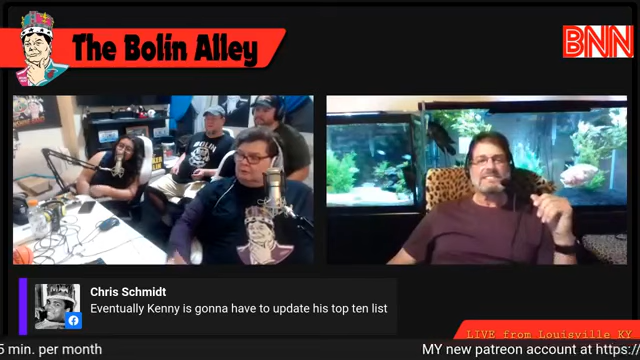 The Bolin Alley
BNN
BOLIN
Chris Schmidt
Eventually Kenny is gonna have to update his top ten list
LIVE from Louisville KY
5 min. per month
MY new patreon account at https:/